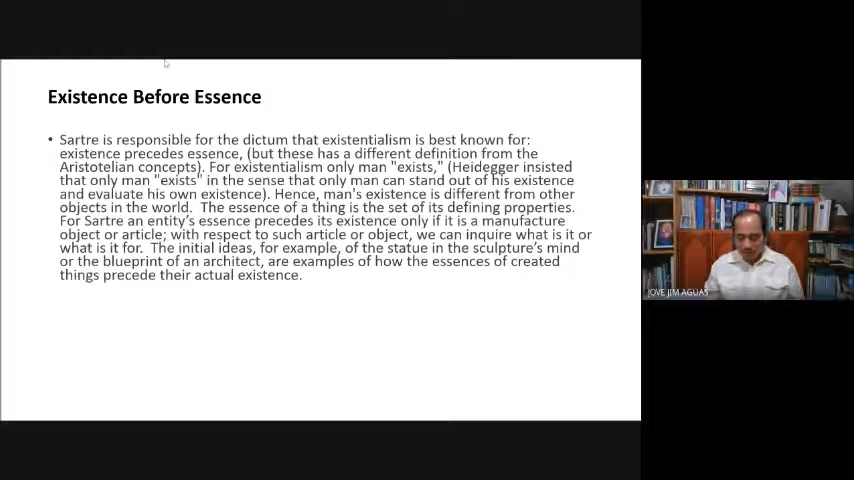 Existence Before Essence
• Sartre is responsible for the dictum that existentialism is best known for:
existence precedes essence, (but these has a different definition from the
Aristotelian concepts). For existentialism only man "exists," (Heidegger insisted
that only man "exists" in the sense that only man can stand out of his existence
and evaluate his own existence). Hence, man's existence is different from other
objects in the world.  The essence of a thing is the set of its defining properties.
For Sartre an entity's essence precedes its existence only if it is a manufacture
object or article; with respect to such article or object, we can inquire what is it or
what is it for.  The initial ideas, for example, of the statue in the sculpture's mind
or the blueprint of an architect, are examples of how the essences of created
things precede their actual existence.
JOVE JIM AGUAS